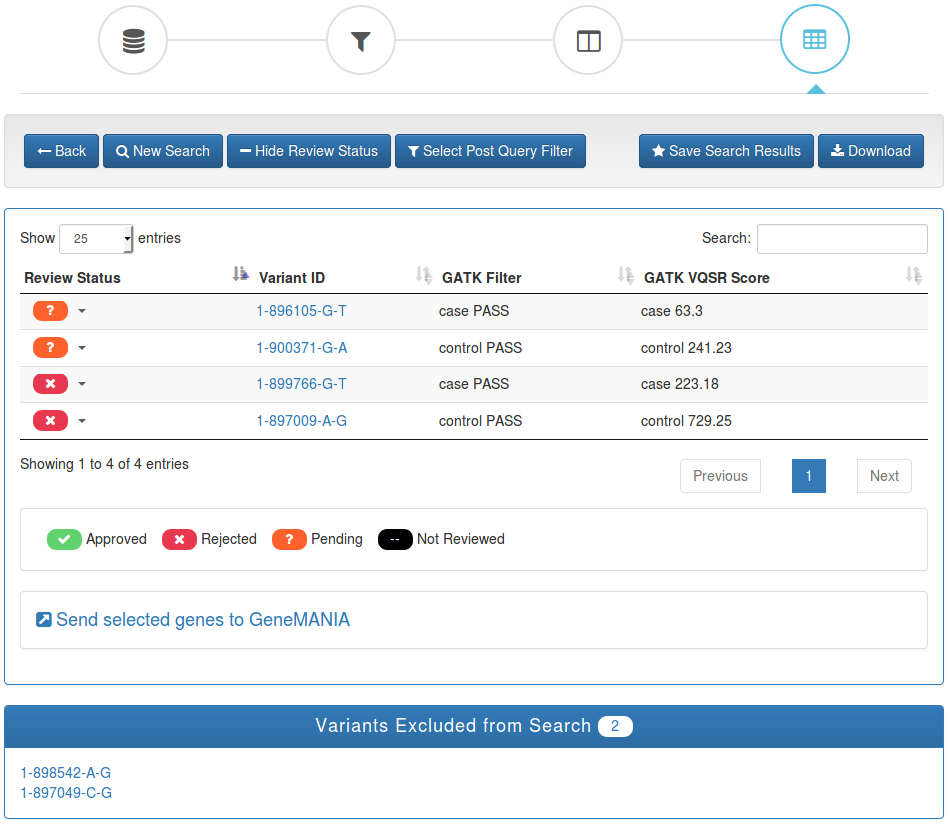 Back New Search Hide Review Status Select Post Query Filter Save Search Results Download
Show 25 entries Search:
Review Status Variant ID GATK Filter GATK VQSR Score
? 1-896105-G-T case PASS case 63.3
? 1-900371-G-A control PASS control 241.23
1-899766-G-T case PASS case 223.18
1-897009-A-G control PASS control 729.25
Showing 1 to 4 of 4 entries
Previous 1 Next
Approved Rejected ? Pending -- Not Reviewed
Send selected genes to GeneMANIA
Variants Excluded from Search 2
1-898542-A-G
1-897049-C-G